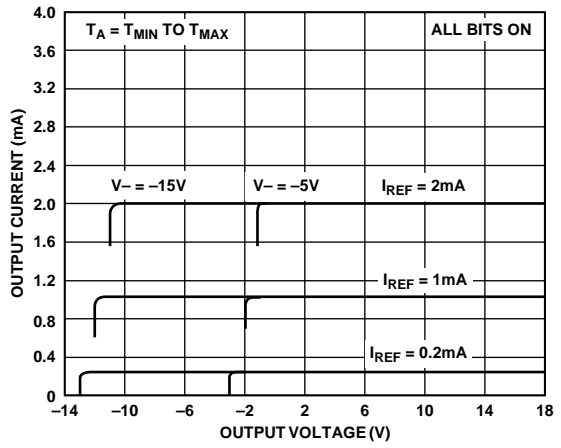 4.0
T_A = T_MIN TO T_MAX
ALL BITS ON
3.6
3.2
2.8
2.4
V– = –15V
V– = –5V
I_REF = 2mA
2.0
1.6
1.2
I_REF = 1mA
0.8
I_REF = 0.2mA
0.4
0
OUTPUT CURRENT (mA)
–14 –10 –6 –2 2 6 10 14 18
OUTPUT VOLTAGE (V)